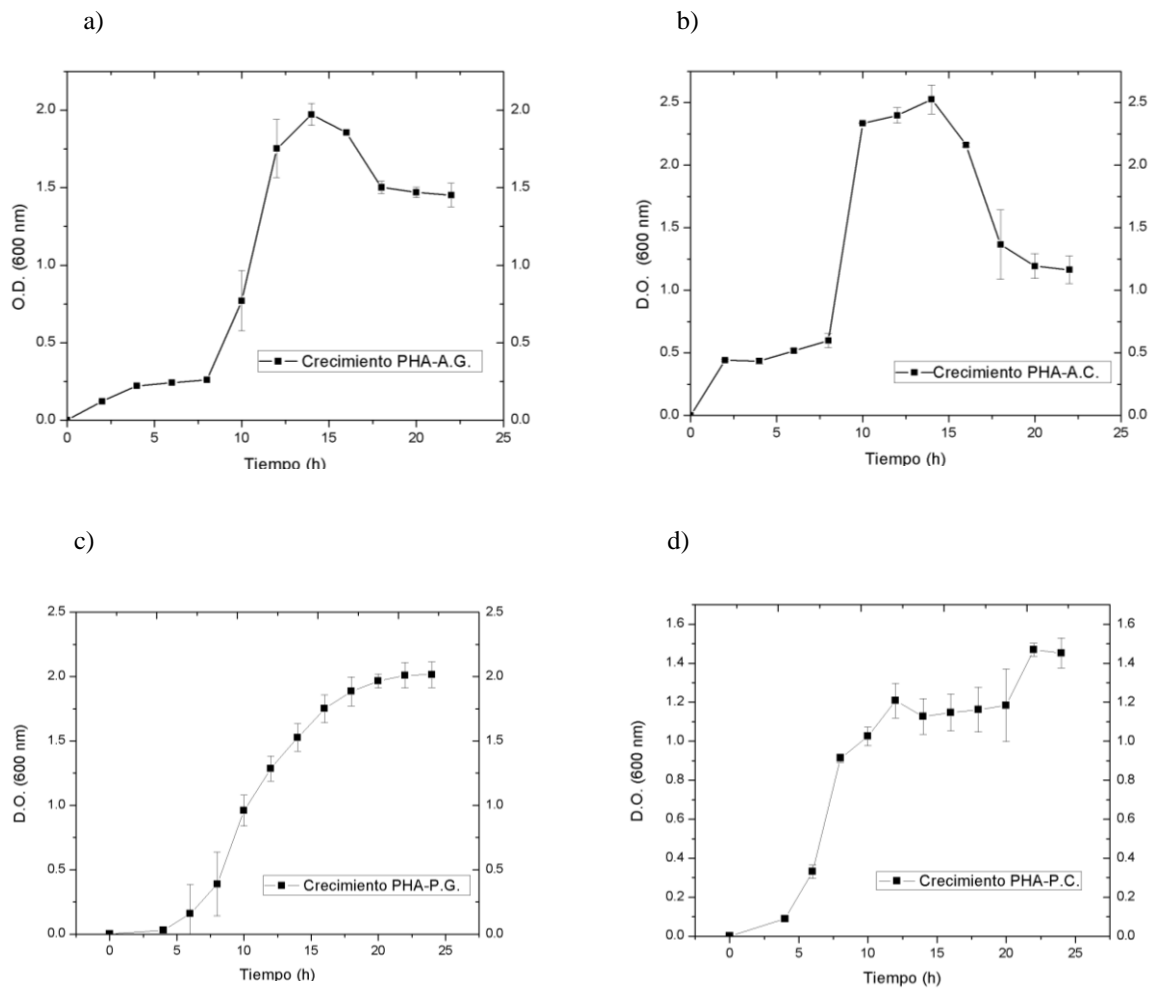 a)
2.0
1.5
1.0
0.5
0.0
O.D. (600 nm)
2.0
1.5
1.0
0.5
0.0
Crecimiento PHA-A.G.
0 5 10 15 20 25
Tiempo (h)
b)
2.5
2.0
1.5
1.0
0.5
0.0
D.O. (600 nm)
2.5
2.0
1.5
1.0
0.5
0.0
Crecimiento PHA-A.C.
0 5 10 15 20 25
Tiempo (h)
c)
2.5
2.0
1.5
1.0
0.5
0.0
D.O. (600 nm)
2.5
2.0
1.5
1.0
0.5
0.0
Crecimiento PHA-P.G.
0 5 10 15 20 25
Tiempo (h)
d)
1.6
1.4
1.2
1.0
0.8
0.6
0.4
0.2
0.0
D.O. (600 nm)
1.6
1.4
1.2
1.0
0.8
0.6
0.4
0.2
0.0
Crecimiento PHA-P.C.
0 5 10 15 20 25
Tiempo (h)